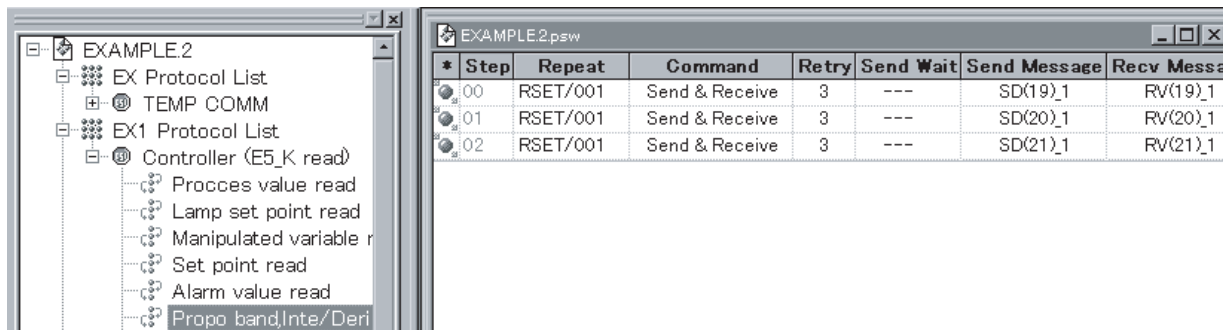 EXAMPLE.2
EX Protocol List
TEMP COMM
EX1 Protocol List
Controller (E5_K read)
Procces value read
Lamp set point read
Manipulated variable r
Set point read
Alarm value read
Propo band,Inte/Deri
EXAMPLE.2.psw
* Step Repeat Command Retry Send Wait Send Message Recv Messa
00 RSET/001 Send & Receive 3 --- SD(19)_1 RV(19)_1
01 RSET/001 Send & Receive 3 --- SD(20)_1 RV(20)_1
02 RSET/001 Send & Receive 3 --- SD(21)_1 RV(21)_1